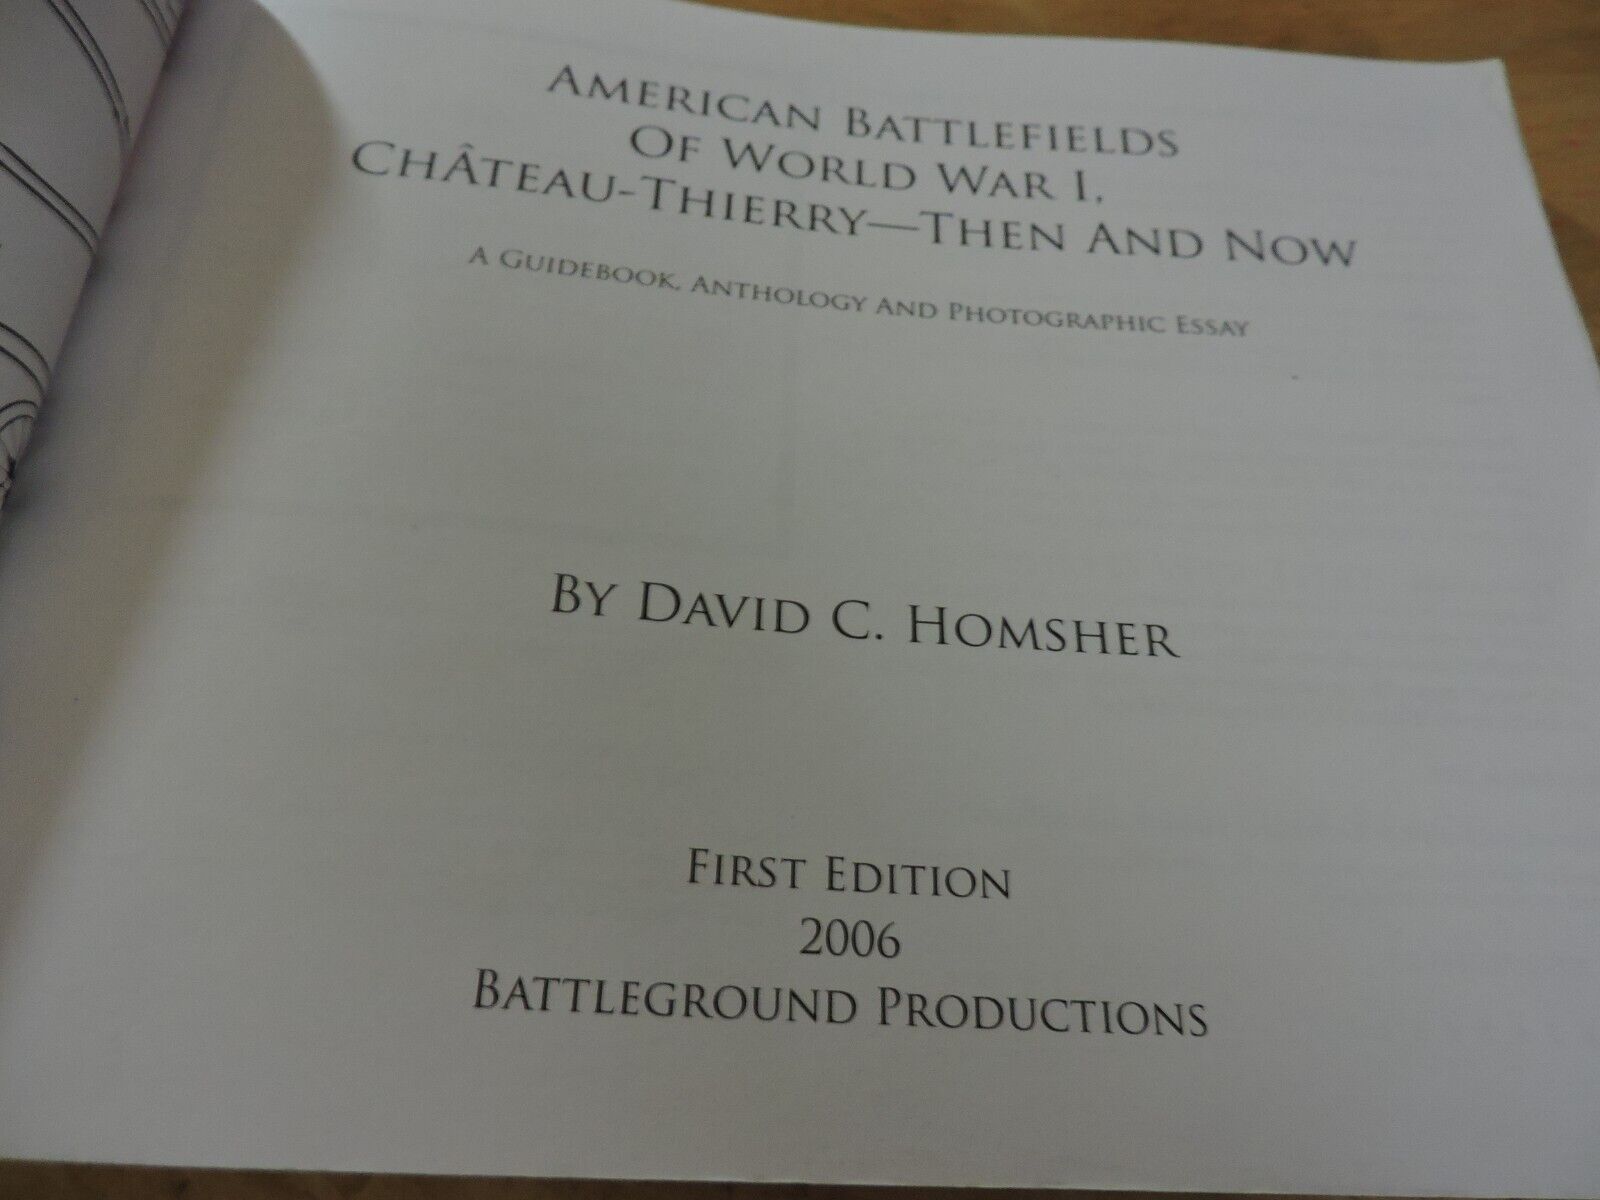 AMERICAN BATTLEFIELDS
OF WORLD WAR I,
CHÂTEAU-THIERRY—THEN AND NOW
A GUIDEBOOK, ANTHOLOGY AND PHOTOGRAPHIC ESSAY
BY DAVID C. HOMSHER
FIRST EDITION
2006
BATTLEGROUND PRODUCTIONS